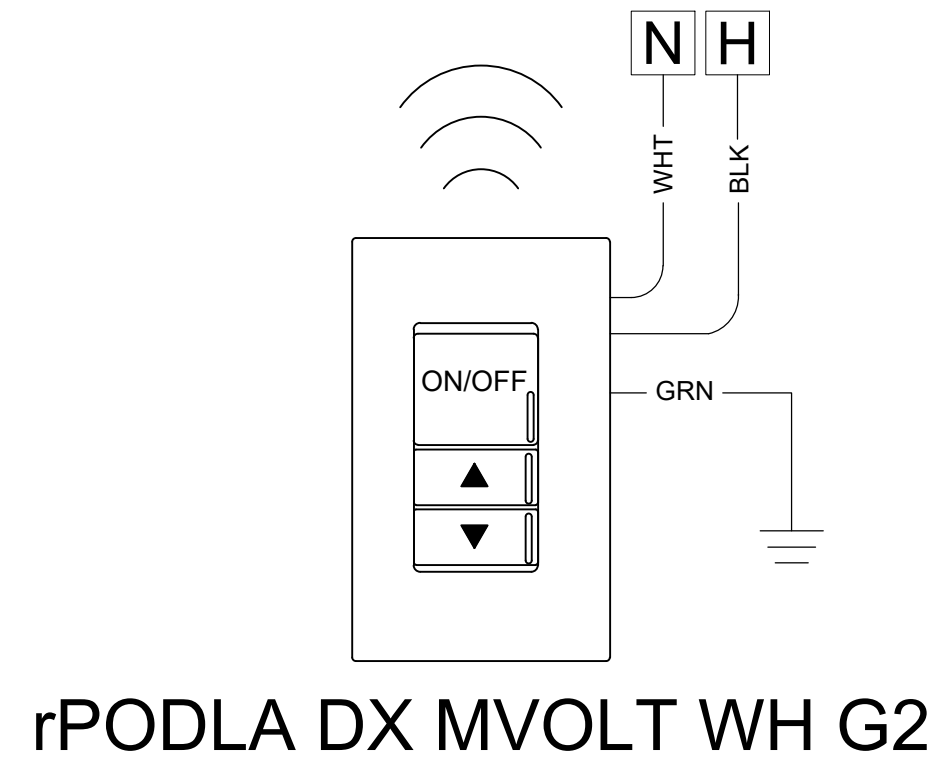 N H
WHT
BLK
ON/OFF
GRN
▲
▼
rPODLA DX MVOLT WH G2